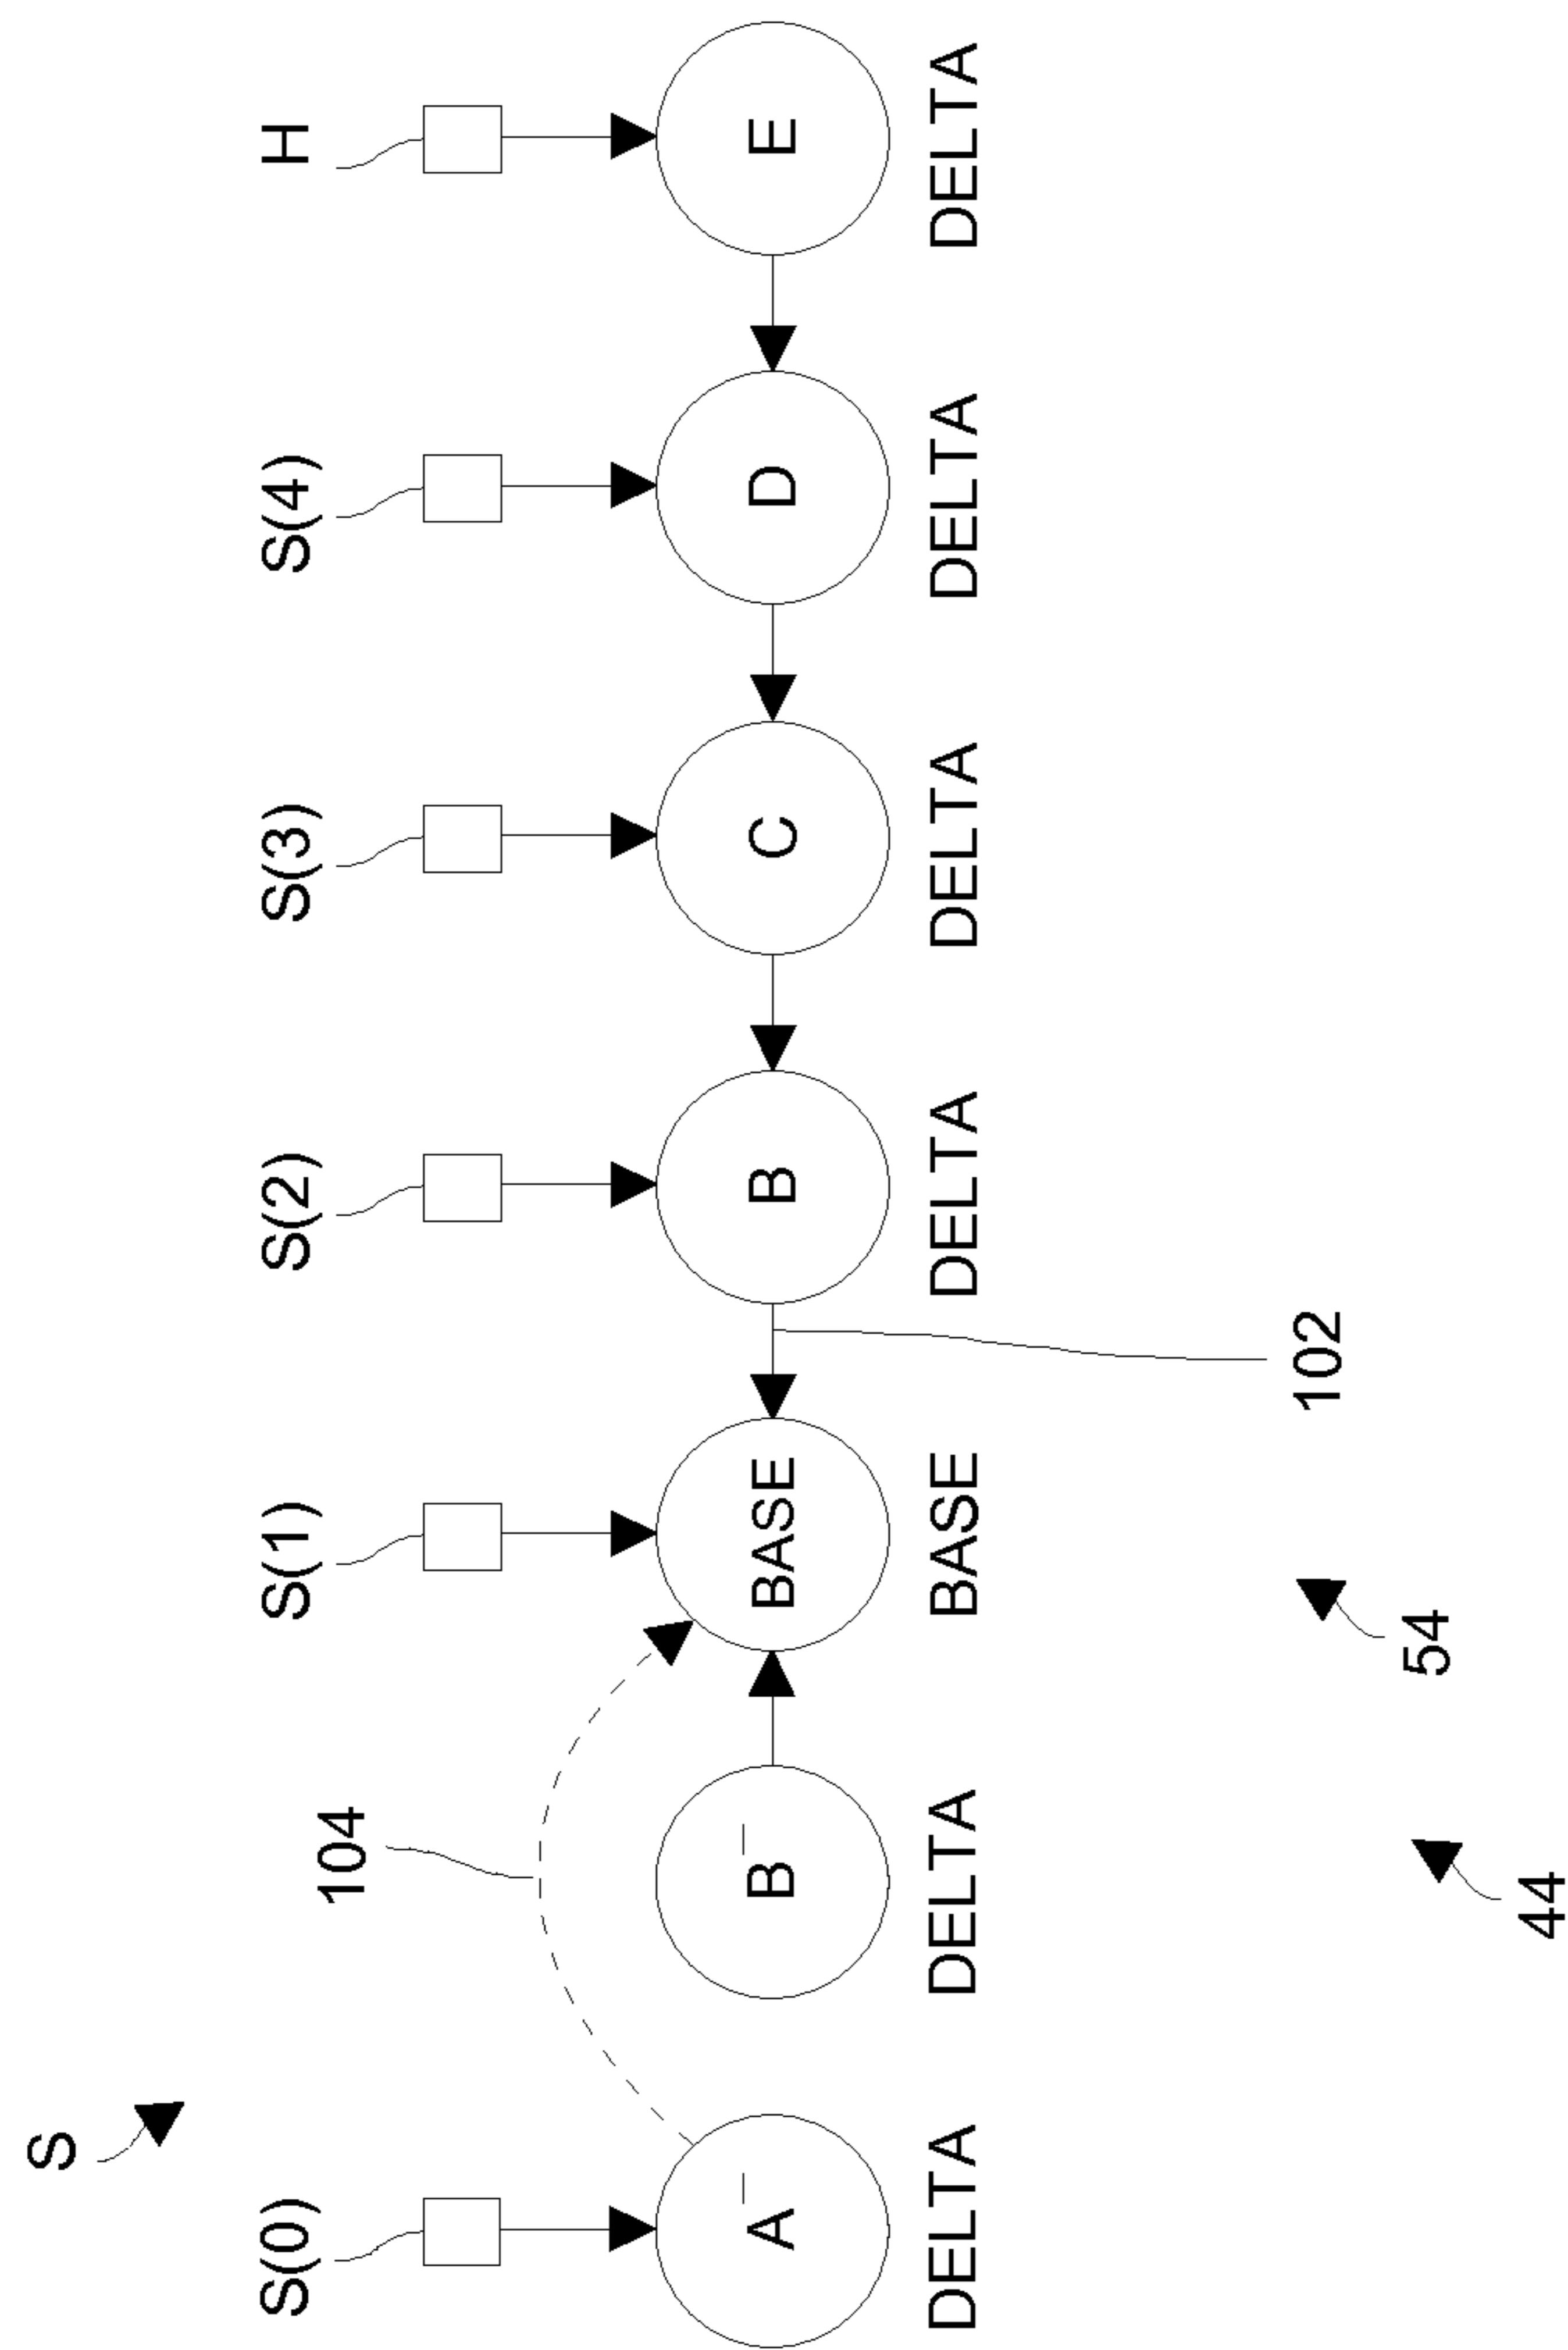 S
S(0) S(1) S(2) S(3) S(4) H
104
A⁻ B⁻ BASE B C D E
DELTA DELTA BASE DELTA DELTA DELTA DELTA
102
54
44